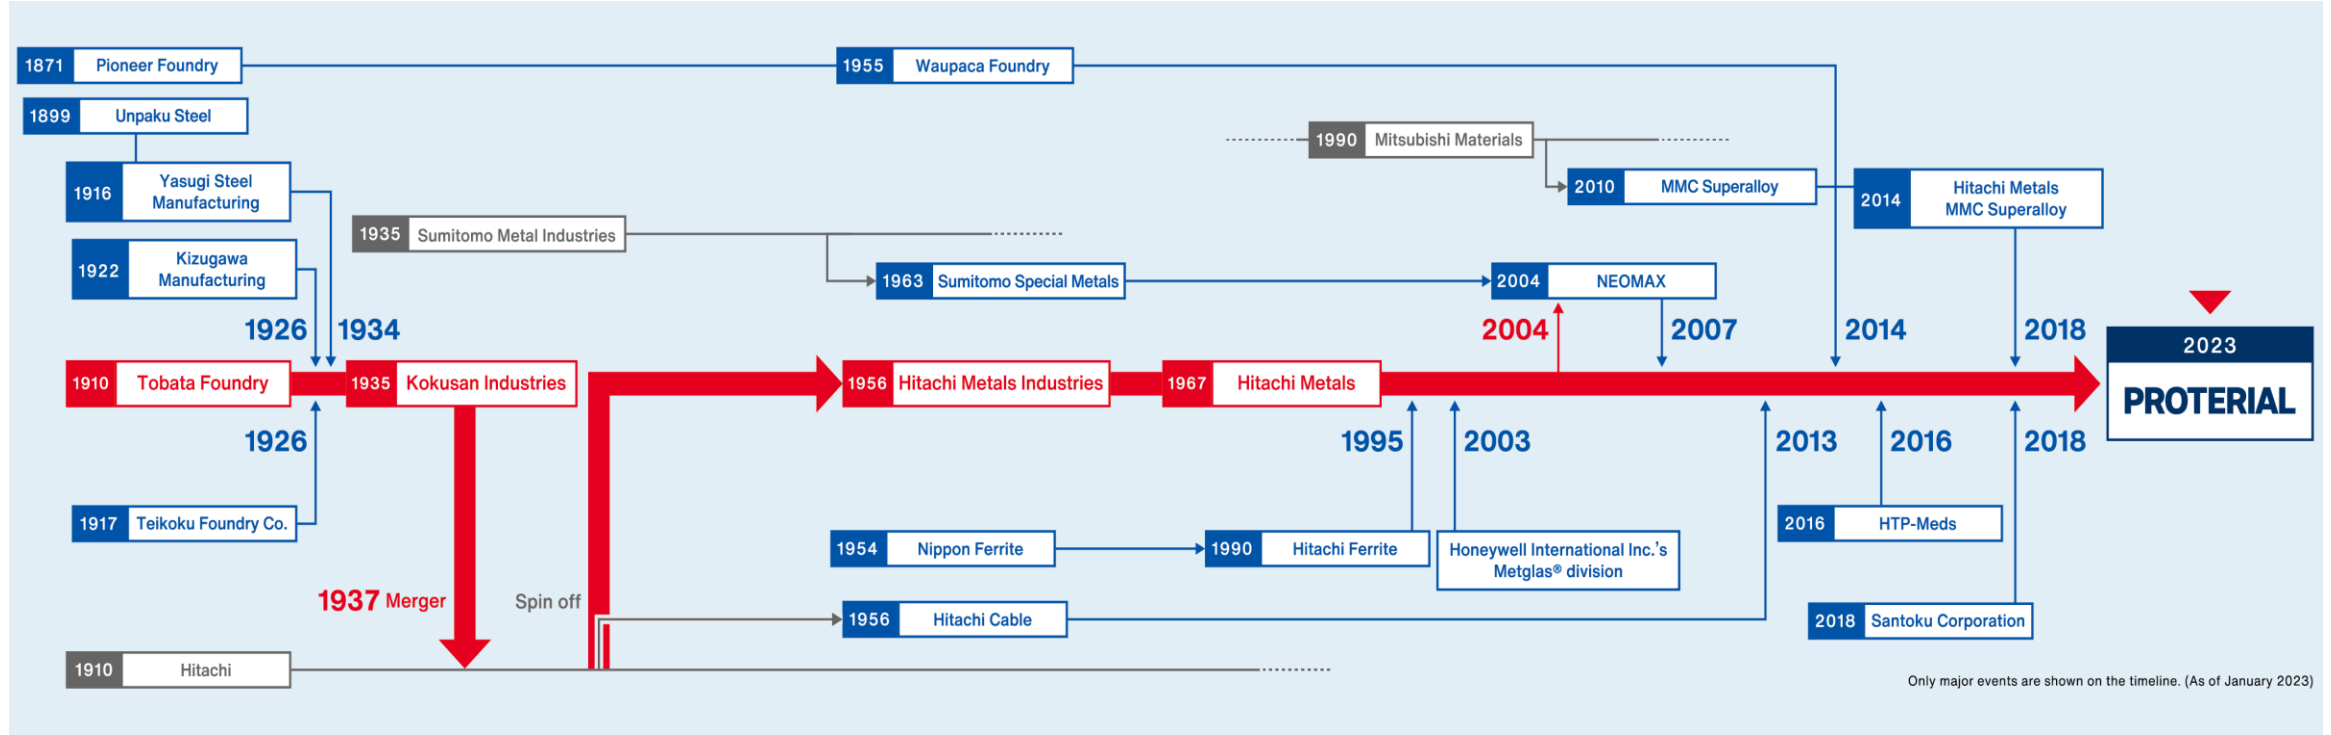 1871 Pioneer Foundry
1955 Waupaca Foundry
1899 Unpaku Steel
1990 Mitsubishi Materials
1916 Yasugi Steel
Manufacturing
2010 MMC Superalloy
2014 Hitachi Metals
MMC Superalloy
1935 Sumitomo Metal Industries
1922 Kizugawa
Manufacturing
1963 Sumitomo Special Metals
2004 NEOMAX
1926
1934
2004
2007
2014
2018
2023
PROTERIAL
1910 Tobata Foundry
1935 Kokusan Industries
1956 Hitachi Metals Industries
1967 Hitachi Metals
1926
1995
2003
2013
2016
2018
1917 Teikoku Foundry Co.
2016 HTP-Meds
1954 Nippon Ferrite
1990 Hitachi Ferrite
Honeywell International Inc.'s
Metglas® division
1937 Merger
Spin off
1956 Hitachi Cable
2018 Santoku Corporation
1910 Hitachi
Only major events are shown on the timeline. (As of January 2023)